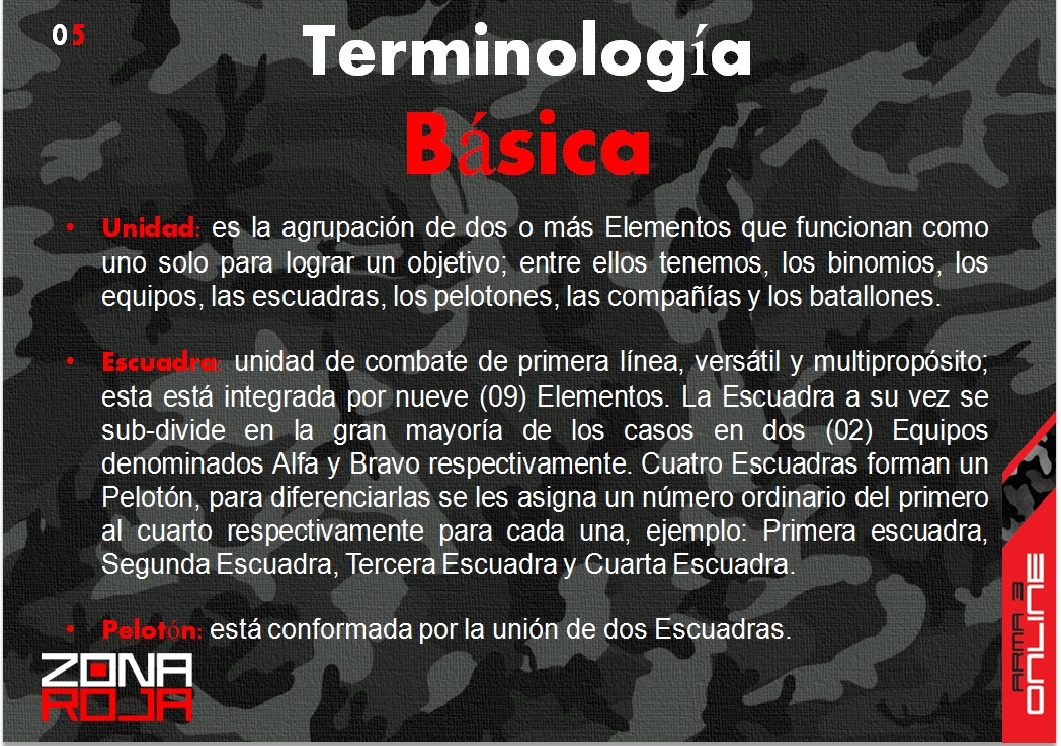 05
Terminología
Básica
• Unidad: es la agrupación de dos o más Elementos que funcionan como
uno solo para lograr un objetivo; entre ellos tenemos, los binomios, los
equipos, las escuadras, los pelotones, las compañías y los batallones.
• Escuadra: unidad de combate de primera línea, versátil y multipropósito;
esta está integrada por nueve (09) Elementos. La Escuadra a su vez se
sub-divide en la gran mayoría de los casos en dos (02) Equipos
denominados Alfa y Bravo respectivamente. Cuatro Escuadras forman un
Pelotón, para diferenciarlas se les asigna un número ordinario del primero
al cuarto respectivamente para cada una, ejemplo: Primera escuadra,
Segunda Escuadra, Tercera Escuadra y Cuarta Escuadra.
• Pelotón: está conformada por la unión de dos Escuadras.
ZONA
ROJA
ARMA 3
ONLINE